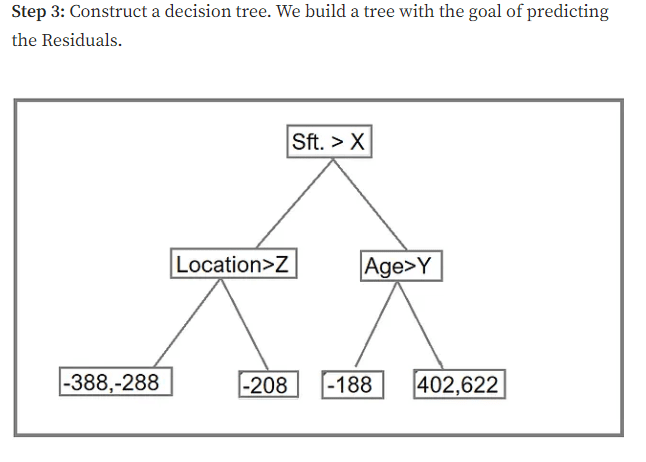 Step 3: Construct a decision tree. We build a tree with the goal of predicting
the Residuals.
Sft. > X
Location>Z
Age>Y
-388,-288
-208
-188
402,622